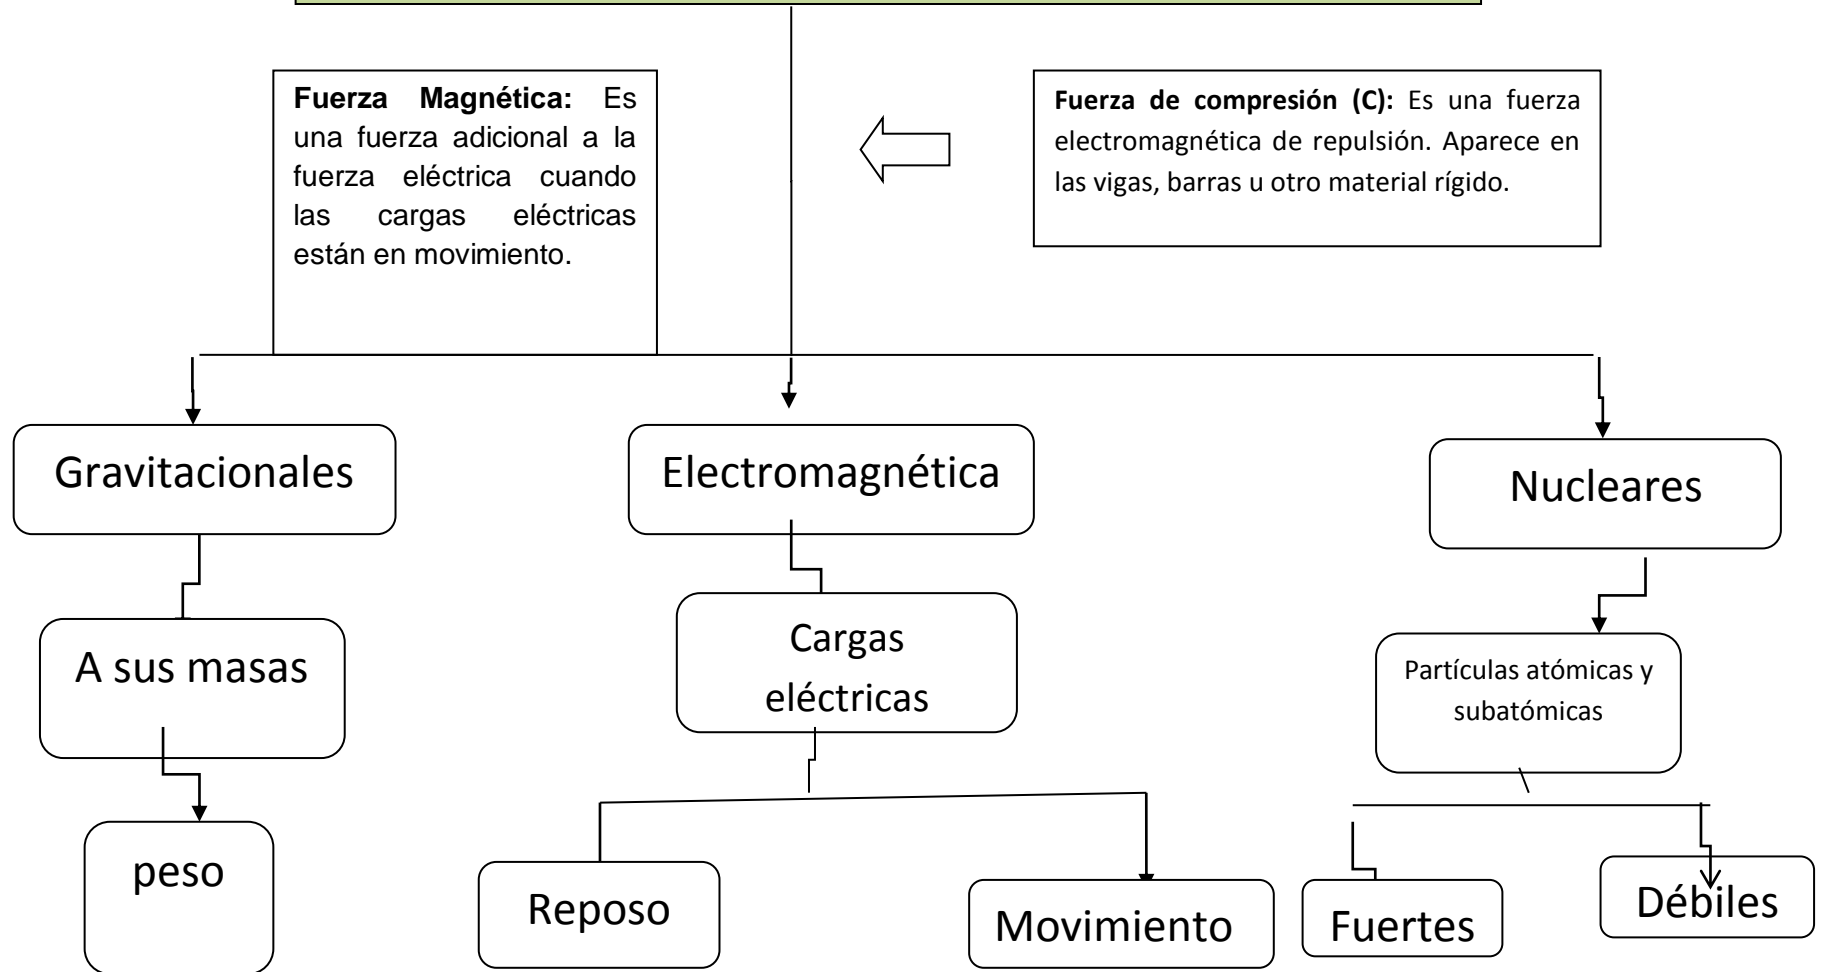 Fuerza Magnética: Es
una fuerza adicional a la
fuerza eléctrica cuando
las cargas eléctricas
están en movimiento.
Fuerza de compresión (C): Es una fuerza
electromagnética de repulsión. Aparece en
las vigas, barras u otro material rígido.
Gravitacionales
Electromagnética
Nucleares
A sus masas
Cargas
eléctricas
Partículas atómicas y
subatómicas
peso
Reposo
Movimiento
Fuertes
Débiles